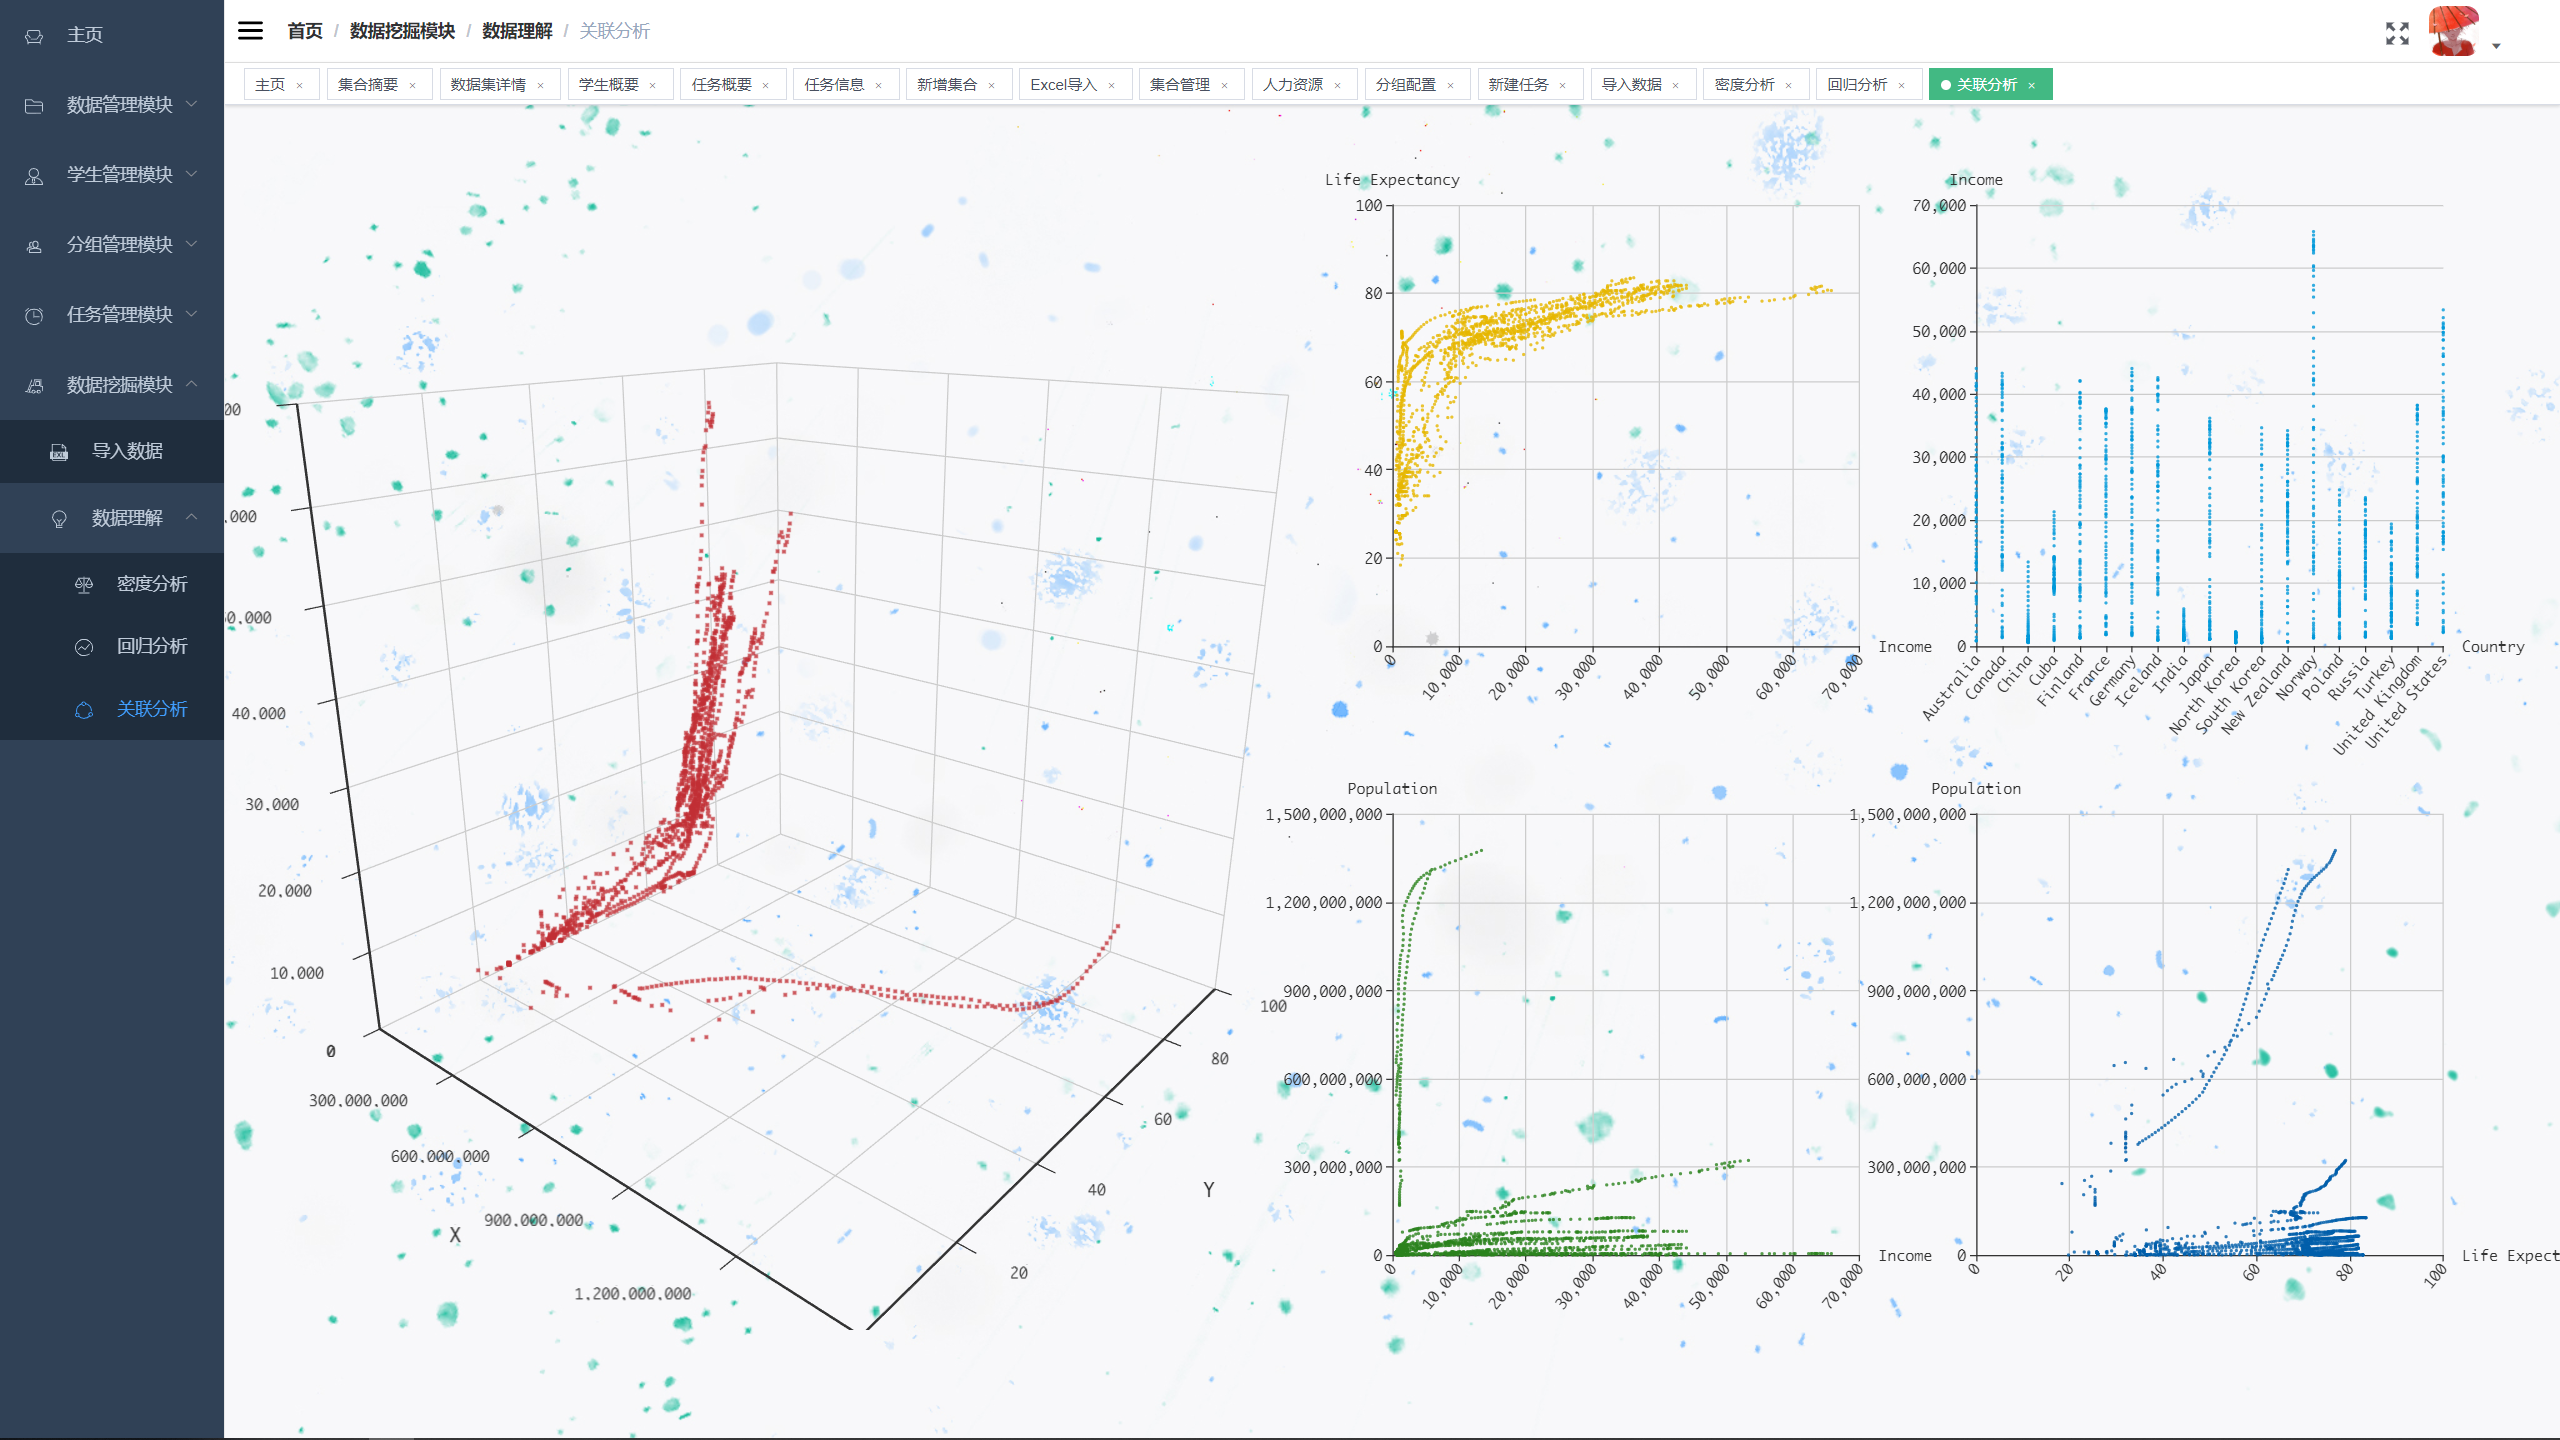 主页
数据管理模块
学生管理模块
分组管理模块
任务管理模块
数据挖掘模块
导入数据
数据理解
密度分析
回归分析
关联分析
首页 / 数据挖掘模块 / 数据理解 / 关联分析
主页 × 集合摘要 × 数据集详情 × 学生概要 × 任务概要 × 任务信息 × 新增集合 × Excel导入 × 集合管理 × 人力资源 × 分组配置 × 新建任务 × 导入数据 × 密度分析 × 回归分析 × 关联分析 ×
00
,000
0,000
40,000
30,000
20,000
10,000
0
300,000,000
600,000,000
900,000,000
1,200,000,000
X
20
40
60
80
100
Y
Life Expectancy
100
80
60
40
20
0
0 10,000 20,000 30,000 40,000 50,000 60,000 70,000
Income
Income
70,000
60,000
50,000
40,000
30,000
20,000
10,000
0
Australia Canada China Cuba Finland France Germany Iceland India Japan North Korea South Korea New Zealand Norway Poland Russia Turkey United Kingdom United States
Country
Population
1,500,000,000
1,200,000,000
900,000,000
600,000,000
300,000,000
0
0 10,000 20,000 30,000 40,000 50,000 60,000 70,000
Income
Population
1,500,000,000
1,200,000,000
900,000,000
600,000,000
300,000,000
0
0 20 40 60 80 100
Life Expect